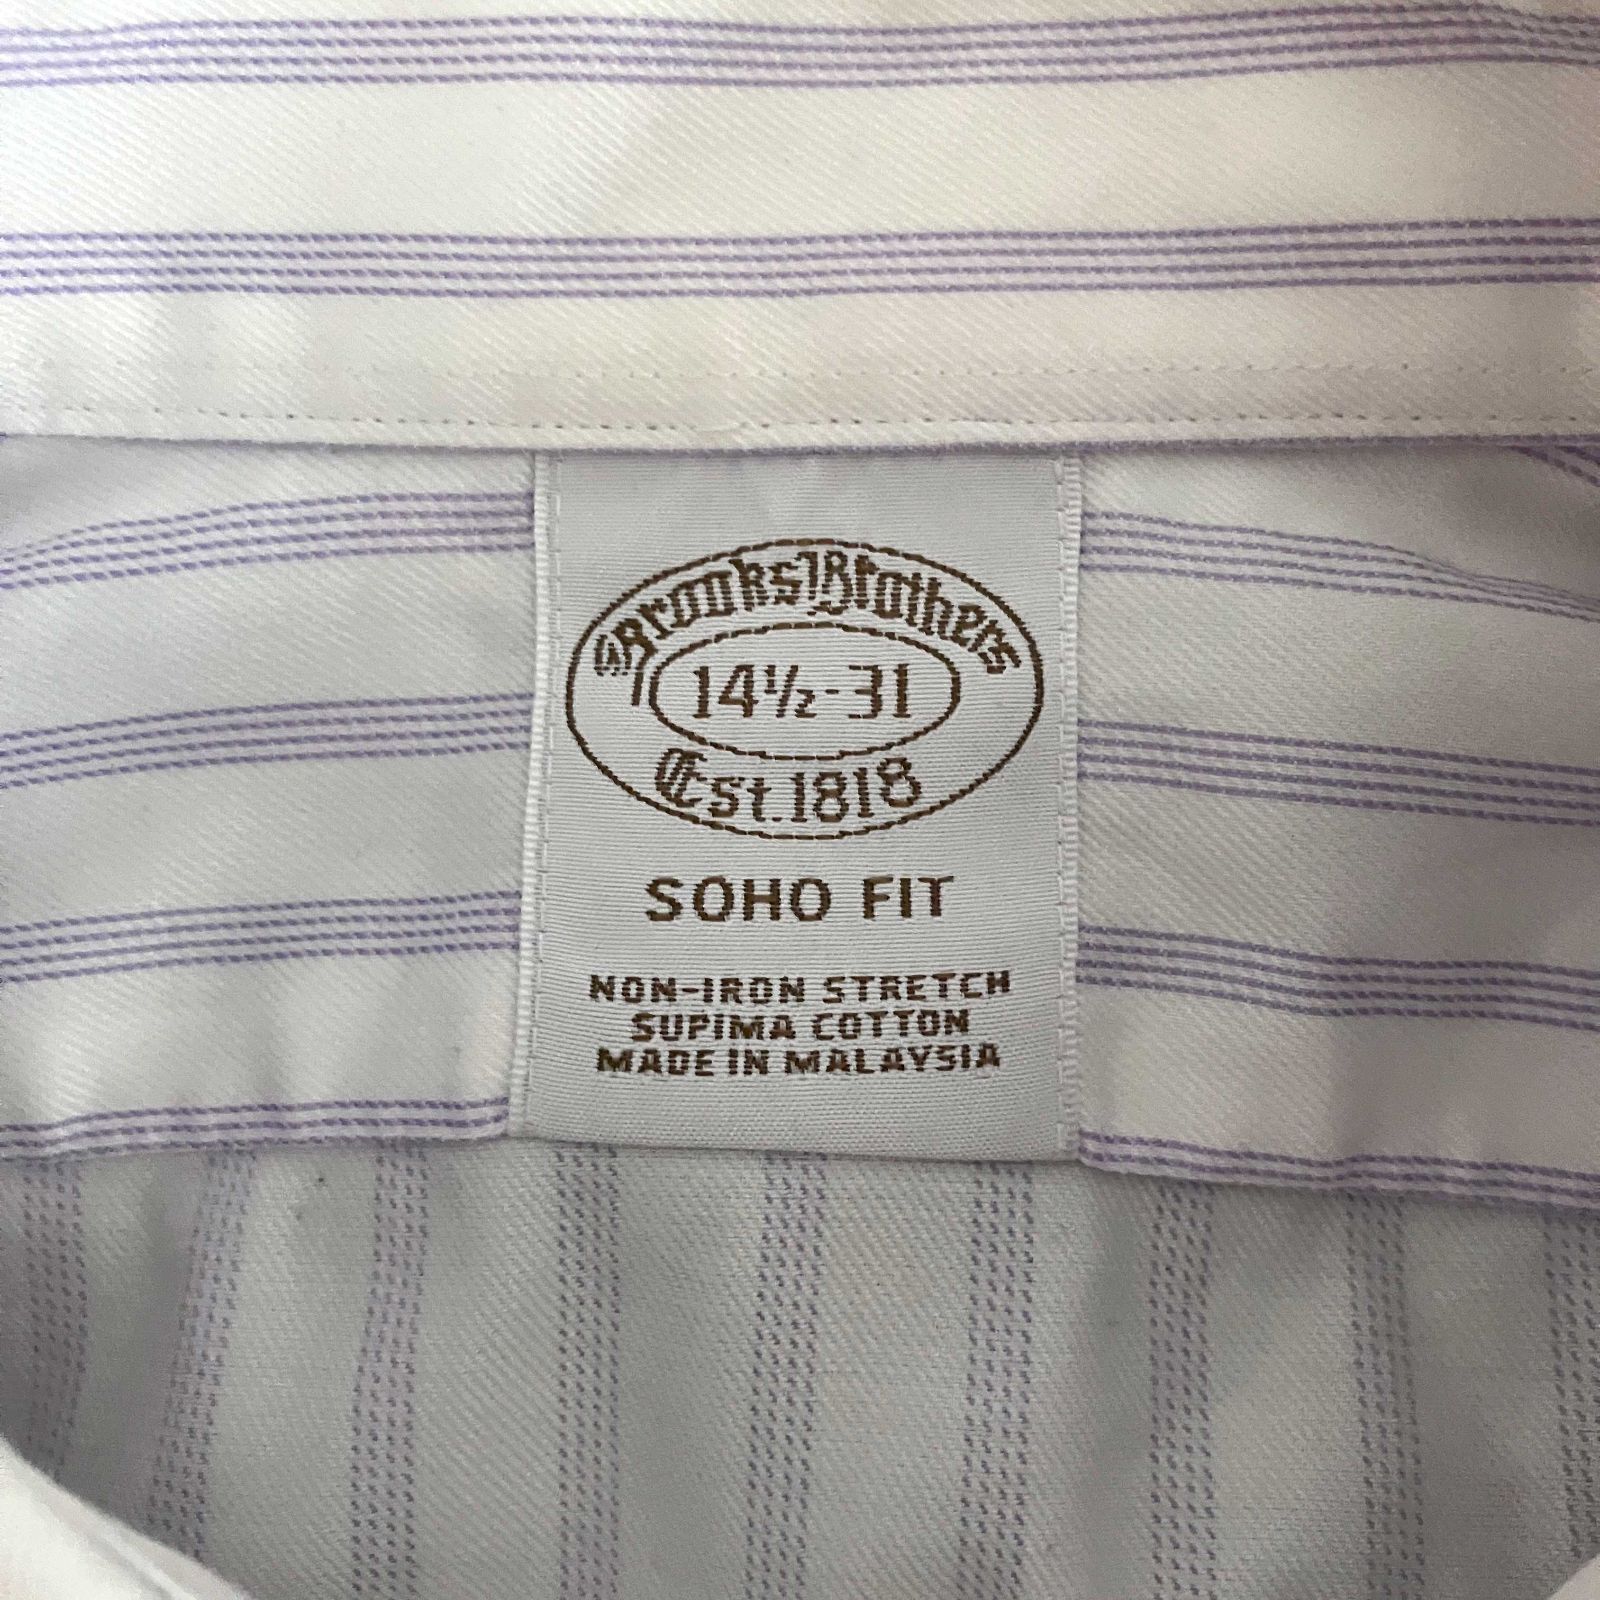 Brooks Brothers
14½-31
Est. 1818
SOHO FIT
NON-IRON STRETCH
SUPIMA COTTON
MADE IN MALAYSIA